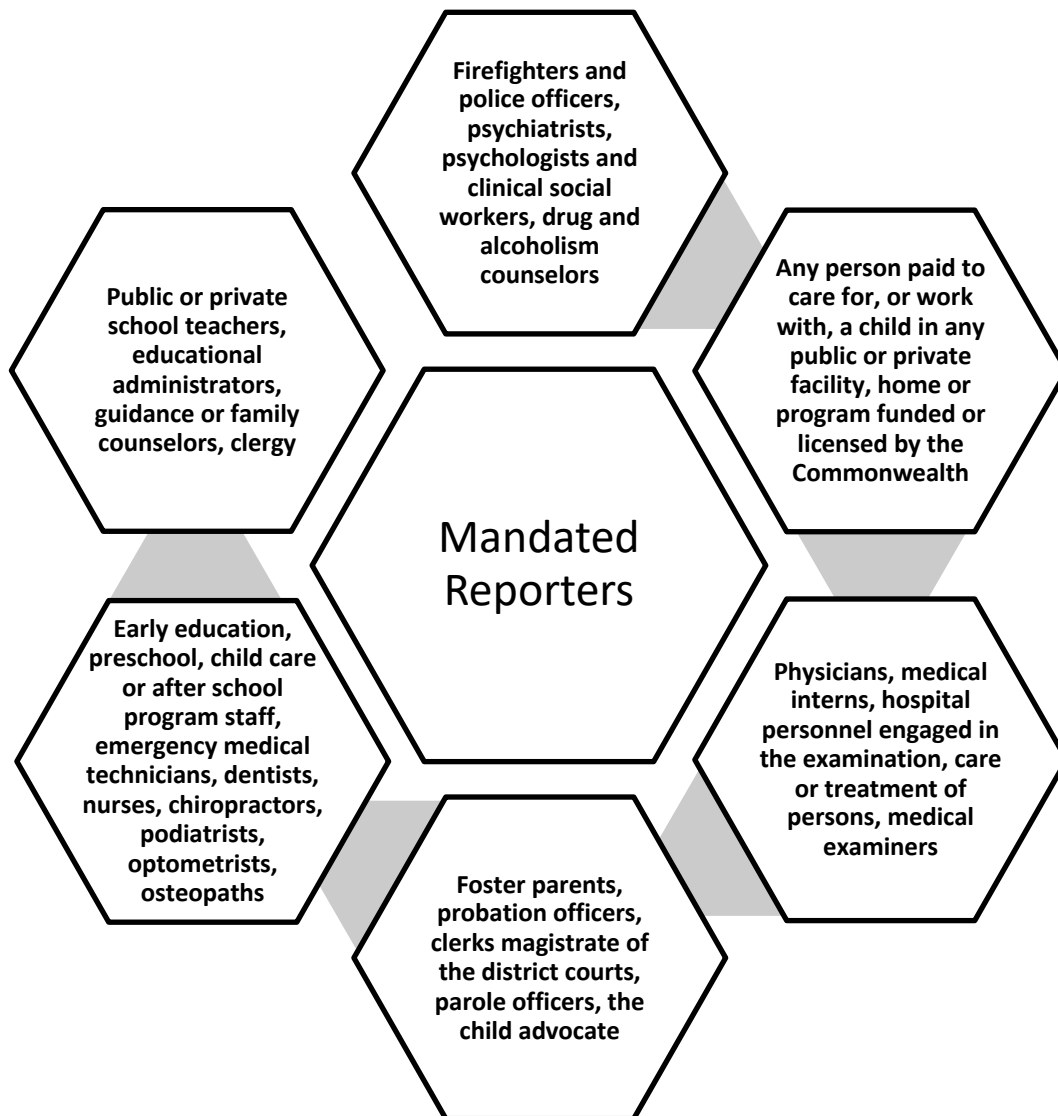 Firefighters and
police officers,
psychiatrists,
psychologists and
clinical social
workers, drug and
alcoholism
counselors
Any person paid to
care for, or work
with, a child in any
public or private
facility, home or
program funded or
licensed by the
Commonwealth
Physicians, medical
interns, hospital
personnel engaged in
the examination, care
or treatment of
persons, medical
examiners
Foster parents,
probation officers,
clerks magistrate of
the district courts,
parole officers, the
child advocate
Early education,
preschool, child care
or after school
program staff,
emergency medical
technicians, dentists,
nurses, chiropractors,
podiatrists,
optometrists,
osteopaths
Public or private
school teachers,
educational
administrators,
guidance or family
counselors, clergy
Mandated
Reporters